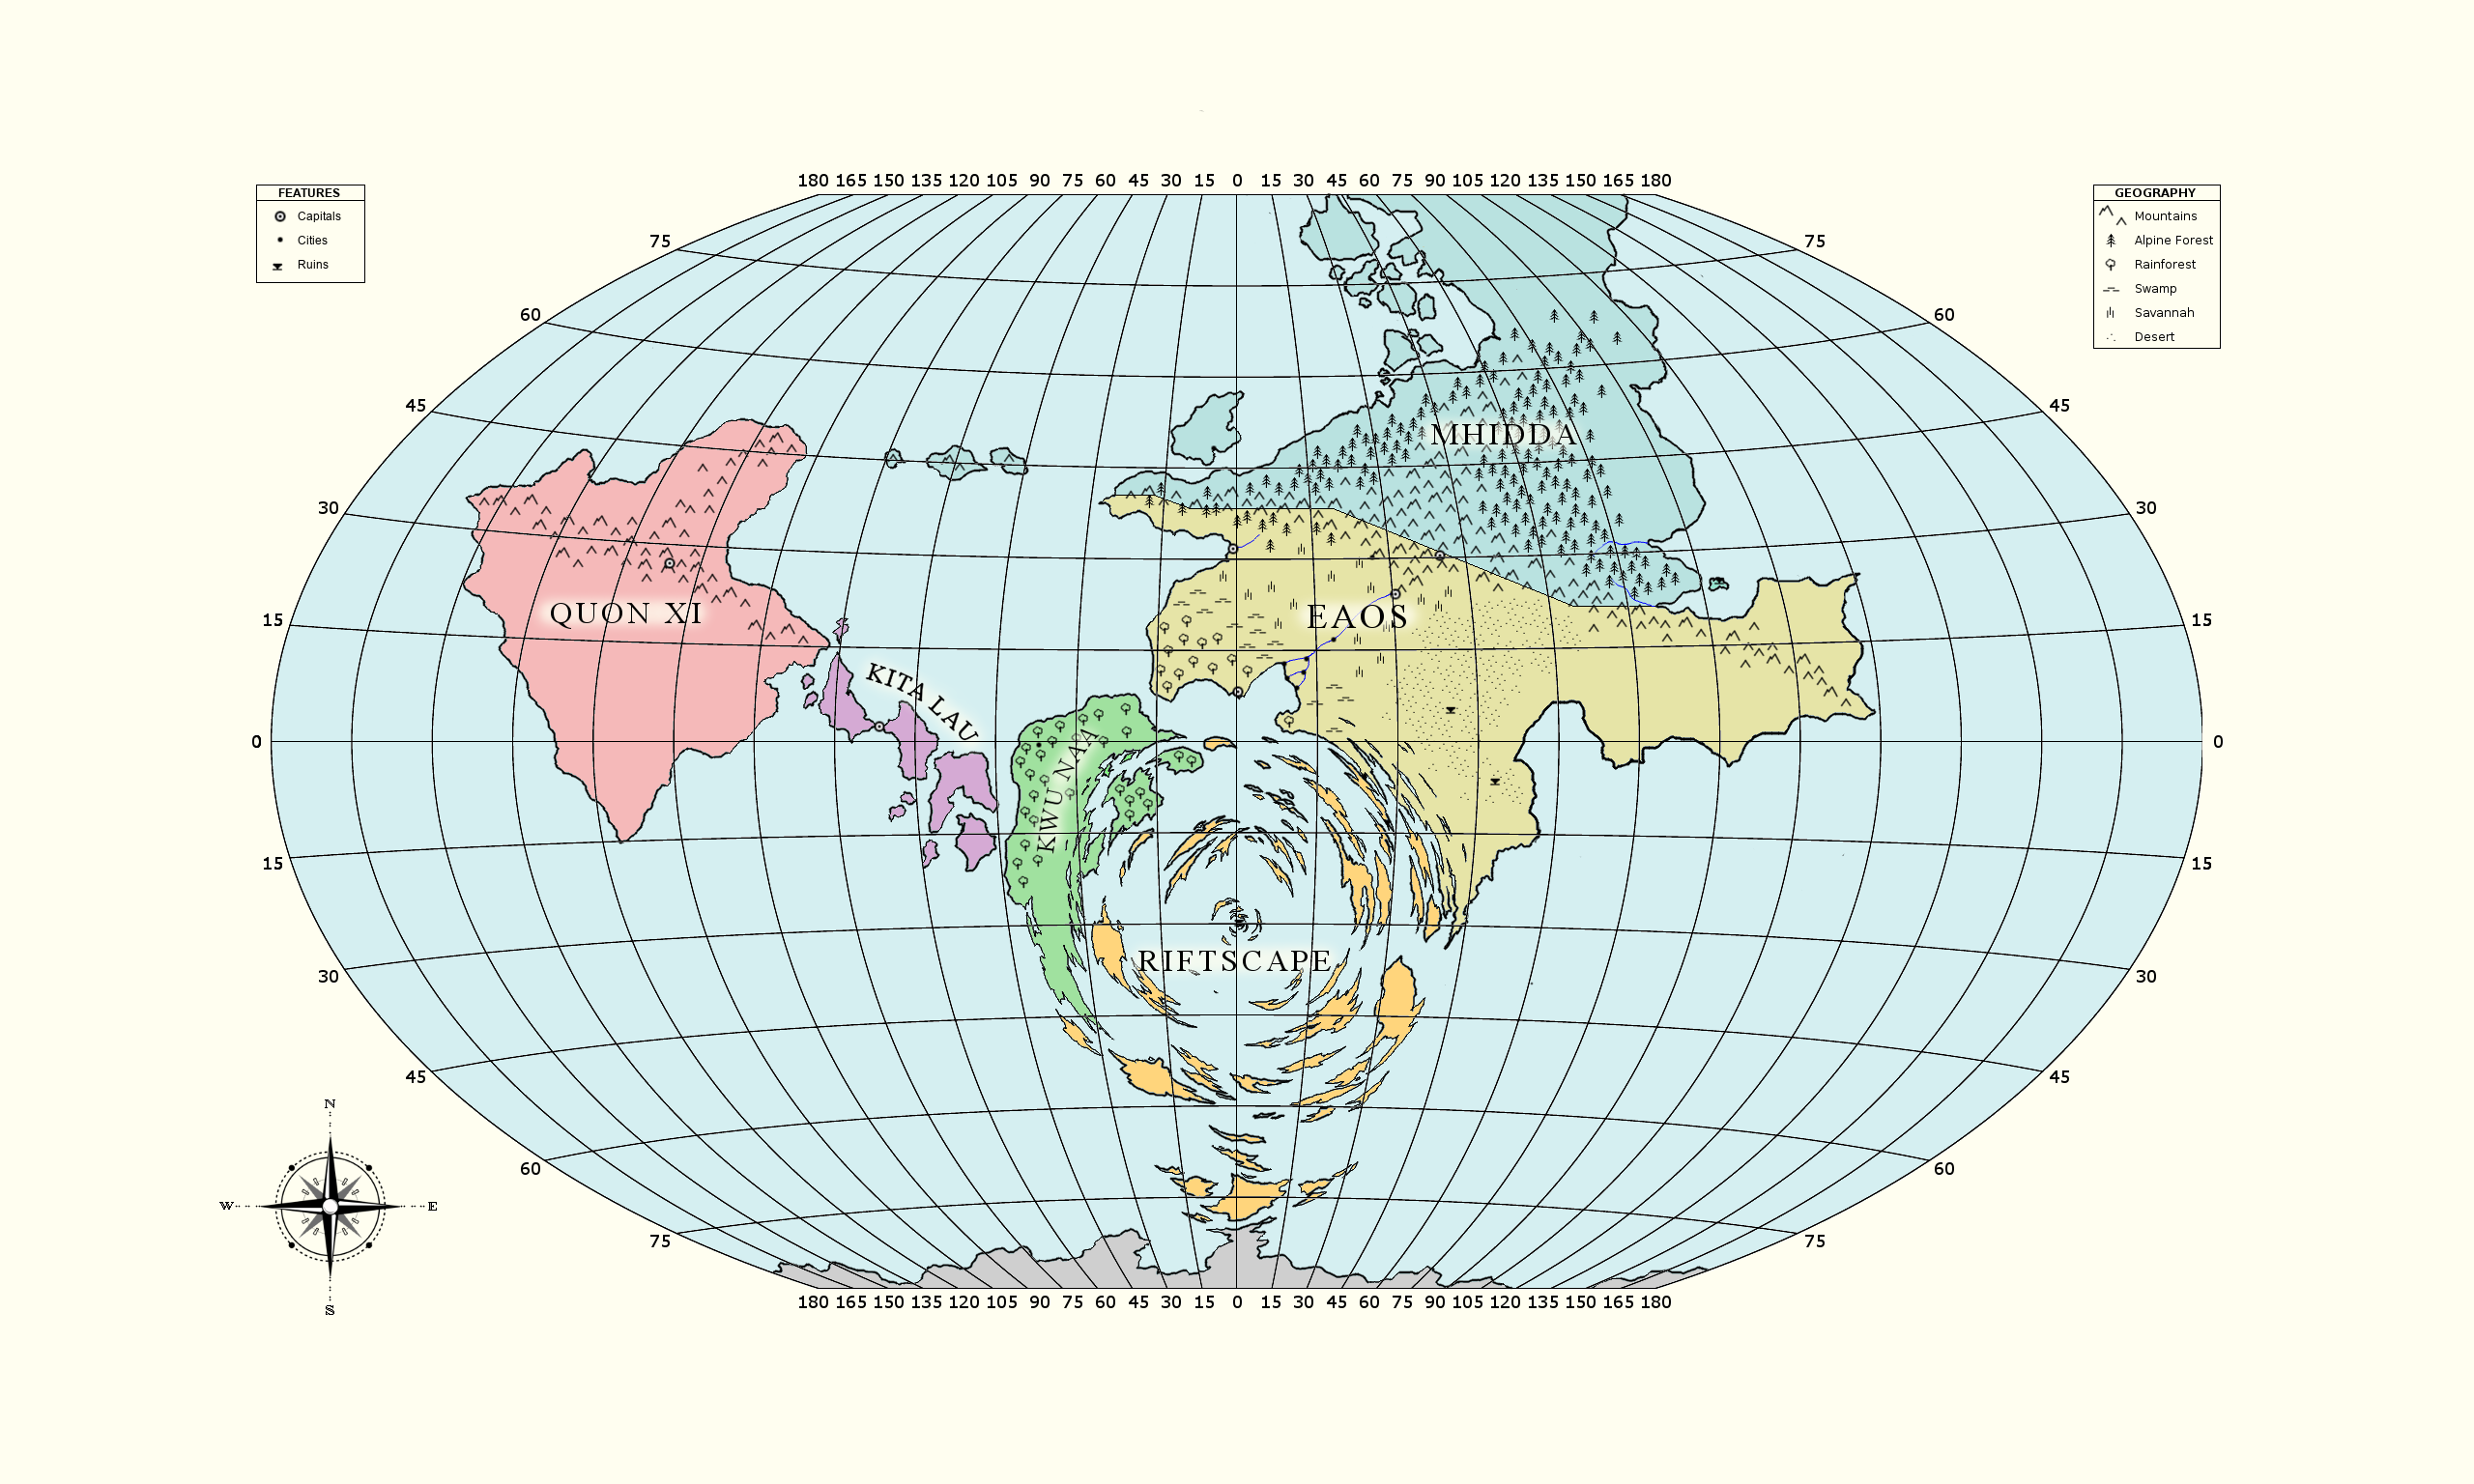 180 165 150 135 120 105 90 75 60 45 30 15 0 15 30 45 60 75 90 105 120 135 150 165 180
FEATURES
Capitals
Cities
Ruins
GEOGRAPHY
Mountains
Alpine Forest
Rainforest
Swamp
Savannah
Desert
75 75
60 60
45 45
MHIDDA
30 30
QUON XI
EAOS
15 15
KITA LAU
0 0
KWU NAA
15 15
RIFTSCAPE
30 30
45 45
N
60 60
W E
75 75
S
180 165 150 135 120 105 90 75 60 45 30 15 0 15 30 45 60 75 90 105 120 135 150 165 180